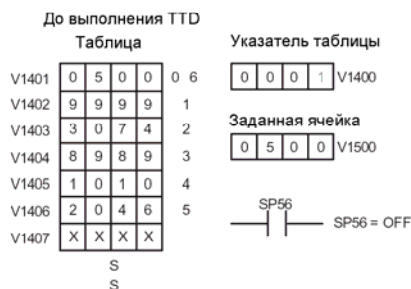 До выполнения TTD
Таблица
Указатель таблицы
V1401 0 5 0 0 0 6
0 0 0 1 V1400
V1402 9 9 9 9 1
V1403 3 0 7 4 2
Заданная ячейка
V1404 8 9 8 9 3
0 5 0 0 V1500
V1405 1 0 1 0 4
V1406 2 0 4 6 5
SP56
SP56 = OFF
V1407 X X X X
S
S